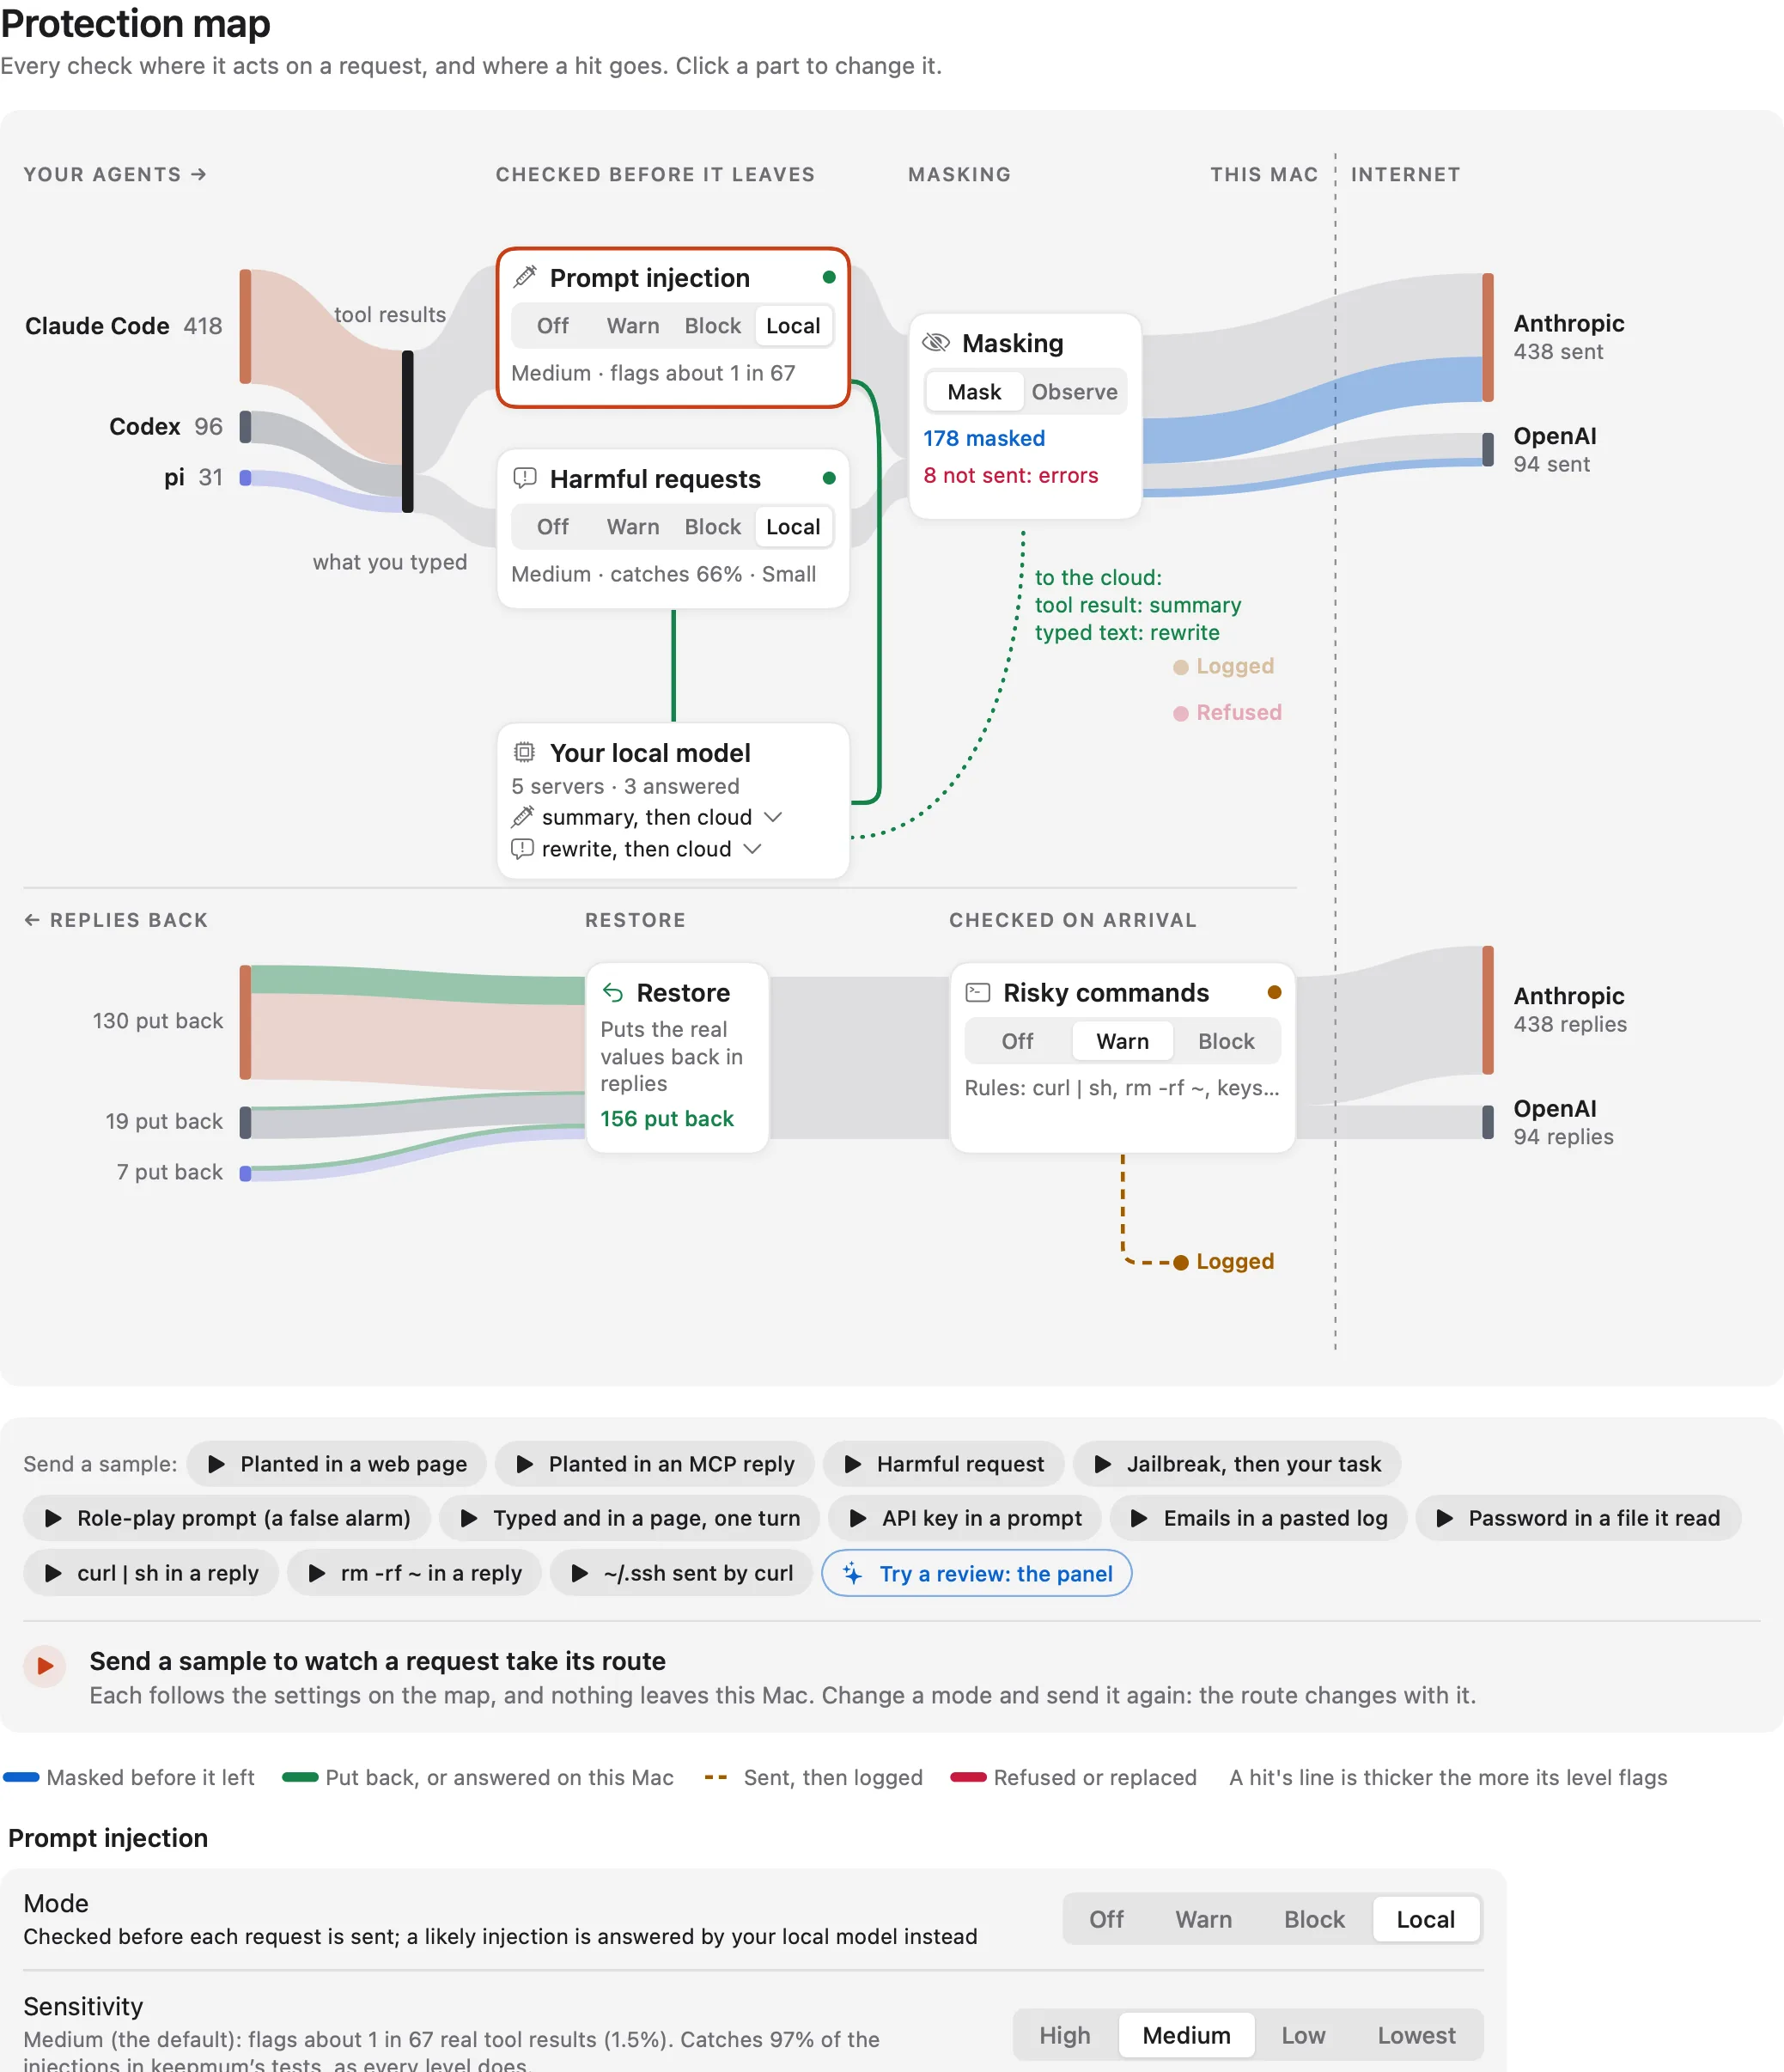 Protection map
Every check where it acts on a request, and where a hit goes. Click a part to change it.
YOUR AGENTS →
CHECKED BEFORE IT LEAVES
MASKING
THIS MAC
INTERNET
Claude Code 418
Codex 96
pi 31
tool results
what you typed
Prompt injection
Off Warn Block Local
Medium · flags about 1 in 67
Harmful requests
Off Warn Block Local
Medium · catches 66% · Small
Masking
Mask Observe
178 masked
8 not sent: errors
Anthropic
438 sent
OpenAI
94 sent
to the cloud:
tool result: summary
typed text: rewrite
Logged
Refused
Your local model
5 servers · 3 answered
summary, then cloud
rewrite, then cloud
← REPLIES BACK
RESTORE
CHECKED ON ARRIVAL
130 put back
19 put back
7 put back
Restore
Puts the real
values back in
replies
156 put back
Risky commands
Off Warn Block
Rules: curl | sh, rm -rf ~, keys...
Anthropic
438 replies
OpenAI
94 replies
Logged
Send a sample: Planted in a web page Planted in an MCP reply Harmful request Jailbreak, then your task
Role-play prompt (a false alarm) Typed and in a page, one turn API key in a prompt Emails in a pasted log Password in a file it read
curl | sh in a reply rm -rf ~ in a reply ~/.ssh sent by curl Try a review: the panel
Send a sample to watch a request take its route
Each follows the settings on the map, and nothing leaves this Mac. Change a mode and send it again: the route changes with it.
Masked before it left Put back, or answered on this Mac Sent, then logged Refused or replaced A hit's line is thicker the more its level flags
Prompt injection
Mode
Checked before each request is sent; a likely injection is answered by your local model instead
Off Warn Block Local
Sensitivity
Medium (the default): flags about 1 in 67 real tool results (1.5%). Catches 97% of the
injections in keepmum's tests, as every level does.
High Medium Low Lowest